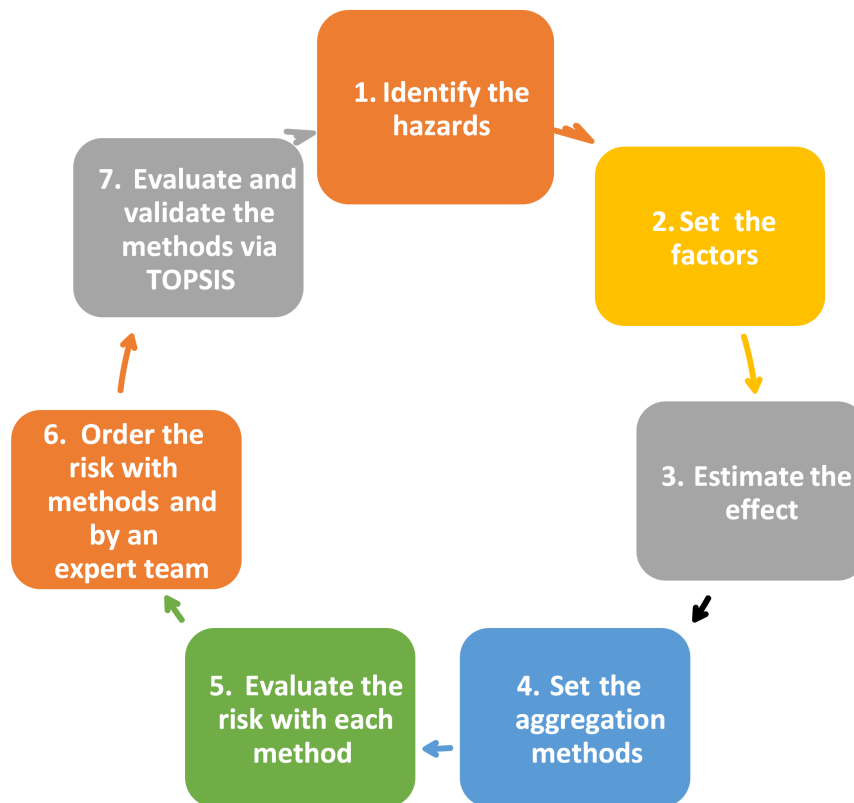 1. Identify the
hazards
2. Set the
factors
3. Estimate the
effect
4. Set the
aggregation
methods
5. Evaluate the
risk with each
method
6. Order the
risk with
methods and
by an
expert team
7. Evaluate and
validate the
methods via
TOPSIS